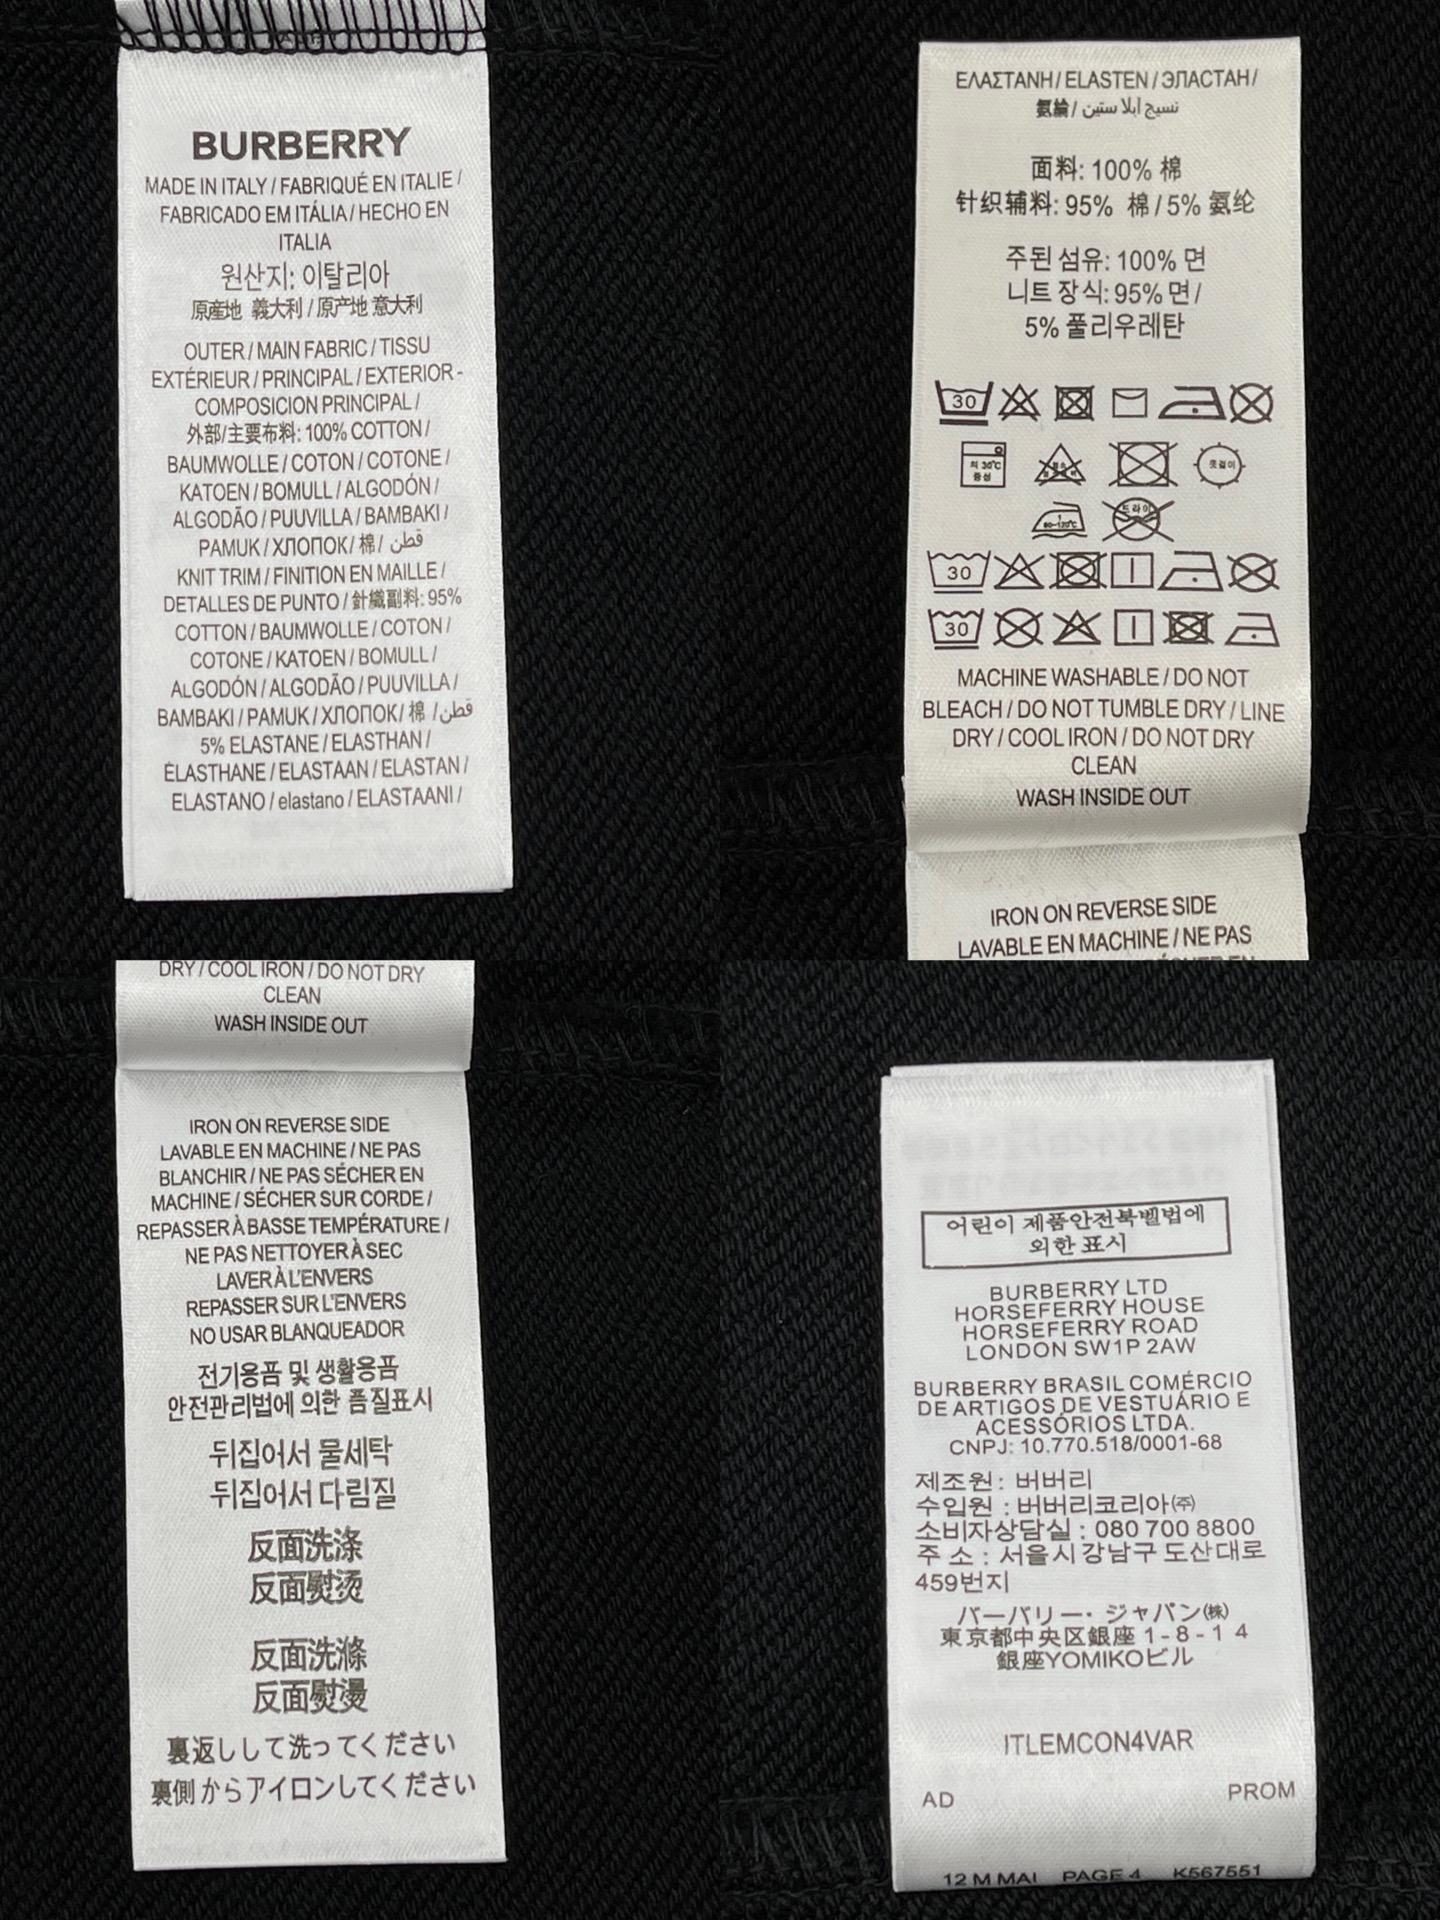 BURBERRY
MADE IN ITALY / FABRIQUÉ EN ITALIE /
FABRICADO EM ITÁLIA / HECHO EN
ITALIA
원산지: 이탈리아
原産地 義大利 / 原产地 意大利
OUTER / MAIN FABRIC / TISSU
EXTÉRIEUR / PRINCIPAL / EXTERIOR -
COMPOSICION PRINCIPAL /
外部/主要布料: 100% COTTON /
BAUMWOLLE / COTON / COTONE /
KATOEN / BOMULL / ALGODÓN /
ALGODÃO / PUUVILLA / BAMBAKI /
PAMUK / ХЛОПОК / 棉 / قطن
KNIT TRIM / FINITION EN MAILLE /
DETALLES DE PUNTO / 針織副料: 95%
COTTON / BAUMWOLLE / COTON /
COTONE / KATOEN / BOMULL /
ALGODÓN / ALGODÃO / PUUVILLA /
BAMBAKI / PAMUK / ХЛОПОК / 棉 / قطن
5% ELASTANE / ELASTHAN /
ÉLASTHANE / ELASTAAN / ELASTAN /
ELASTANO / elastano / ELASTAANI /
ΕΛΑΣΤΑΝΗ / ELASTEN / ЭЛАСТАН /
氨綸 / نسيج ابلا ستين
面料: 100% 棉
针织辅料: 95% 棉 / 5% 氨纶
주된 섬유: 100% 면
니트 장식: 95% 면 /
5% 폴리우레탄
30
약 30℃
중성
옷걸이
80~120℃
드라이
30
30
MACHINE WASHABLE / DO NOT
BLEACH / DO NOT TUMBLE DRY / LINE
DRY / COOL IRON / DO NOT DRY
CLEAN
WASH INSIDE OUT
IRON ON REVERSE SIDE
LAVABLE EN MACHINE / NE PAS
DRY / COOL IRON / DO NOT DRY
CLEAN
WASH INSIDE OUT
IRON ON REVERSE SIDE
LAVABLE EN MACHINE / NE PAS
BLANCHIR / NE PAS SÉCHER EN
MACHINE / SÉCHER SUR CORDE /
REPASSER À BASSE TEMPÉRATURE /
NE PAS NETTOYER À SEC
LAVER À L'ENVERS
REPASSER SUR L'ENVERS
NO USAR BLANQUEADOR
전기용품 및 생활용품
안전관리법에 의한 품질표시
뒤집어서 물세탁
뒤집어서 다림질
反面洗涤
反面熨烫
反面洗滌
反面熨燙
裏返しして洗ってください
裏側からアイロンしてください
어린이 제품안전특별법에
의한 표시
BURBERRY LTD
HORSEFERRY HOUSE
HORSEFERRY ROAD
LONDON SW1P 2AW
BURBERRY BRASIL COMÉRCIO
DE ARTIGOS DE VESTUÁRIO E
ACESSÓRIOS LTDA.
CNPJ: 10.770.518/0001-68
제조원 : 버버리
수입원 : 버버리코리아㈜
소비자상담실 : 080 700 8800
주 소 : 서울시 강남구 도산대로
459번지
バーバリー・ジャパン㈱
東京都中央区銀座 1 - 8 - 1 4
銀座YOMIKOビル
ITLEMCON4VAR
AD PROM
12 M MAI PAGE 4 K567551